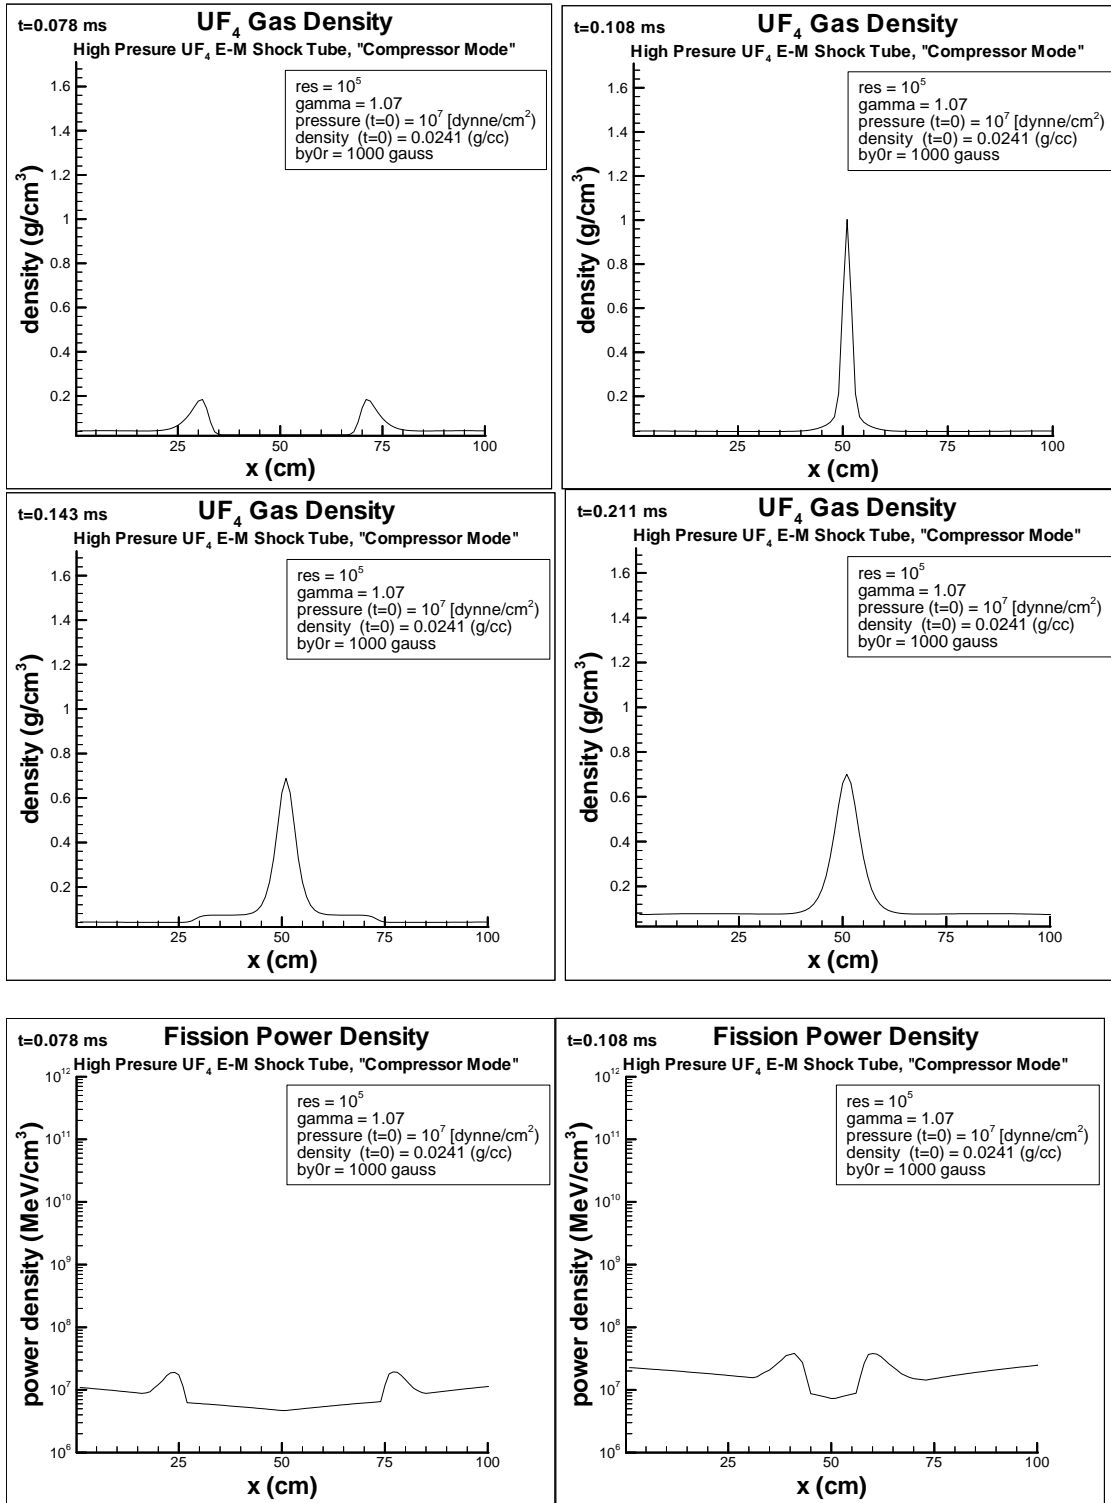 t=0.078 ms
UF4 Gas Density
High Presure UF4 E-M Shock Tube, "Compressor Mode"
res = 10^5
gamma = 1.07
pressure (t=0) = 10^7 [dynne/cm^2)
density (t=0) = 0.0241 (g/cc)
by0r = 1000 gauss
density (g/cm^3)
1.6
1.4
1.2
1
0.8
0.6
0.4
0.2
25
50
75
100
x (cm)
t=0.108 ms
UF4 Gas Density
High Presure UF4 E-M Shock Tube, "Compressor Mode"
res = 10^5
gamma = 1.07
pressure (t=0) = 10^7 [dynne/cm^2)
density (t=0) = 0.0241 (g/cc)
by0r = 1000 gauss
density (g/cm^3)
1.6
1.4
1.2
1
0.8
0.6
0.4
0.2
25
50
75
100
x (cm)
t=0.143 ms
UF4 Gas Density
High Presure UF4 E-M Shock Tube, "Compressor Mode"
res = 10^5
gamma = 1.07
pressure (t=0) = 10^7 [dynne/cm^2)
density (t=0) = 0.0241 (g/cc)
by0r = 1000 gauss
density (g/cm^3)
1.6
1.4
1.2
1
0.8
0.6
0.4
0.2
25
50
75
100
x (cm)
t=0.211 ms
UF4 Gas Density
High Presure UF4 E-M Shock Tube, "Compressor Mode"
res = 10^5
gamma = 1.07
pressure (t=0) = 10^7 [dynne/cm^2)
density (t=0) = 0.0241 (g/cc)
by0r = 1000 gauss
density (g/cm^3)
1.6
1.4
1.2
1
0.8
0.6
0.4
0.2
25
50
75
100
x (cm)
t=0.078 ms
Fission Power Density
High Presure UF4 E-M Shock Tube, "Compressor Mode"
res = 10^5
gamma = 1.07
pressure (t=0) = 10^7 [dynne/cm^2)
density (t=0) = 0.0241 (g/cc)
by0r = 1000 gauss
power density (MeV/cm^3)
10^12
10^11
10^10
10^9
10^8
10^7
10^6
25
50
75
100
x (cm)
t=0.108 ms
Fission Power Density
High Presure UF4 E-M Shock Tube, "Compressor Mode"
res = 10^5
gamma = 1.07
pressure (t=0) = 10^7 [dynne/cm^2)
density (t=0) = 0.0241 (g/cc)
by0r = 1000 gauss
power density (MeV/cm^3)
10^12
10^11
10^10
10^9
10^8
10^7
10^6
25
50
75
100
x (cm)